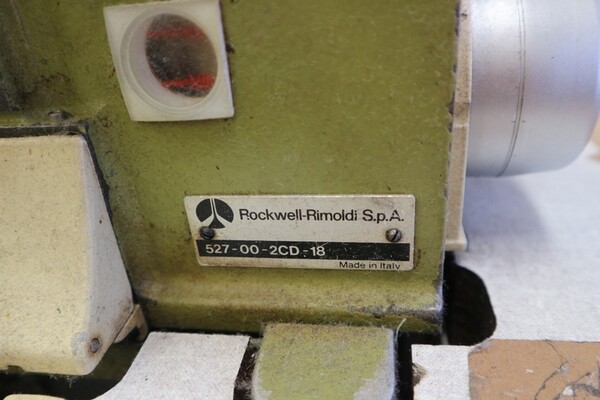 Rockwell-Rimoldi S.p.A.
527-00-2CD-18
Made in Italy